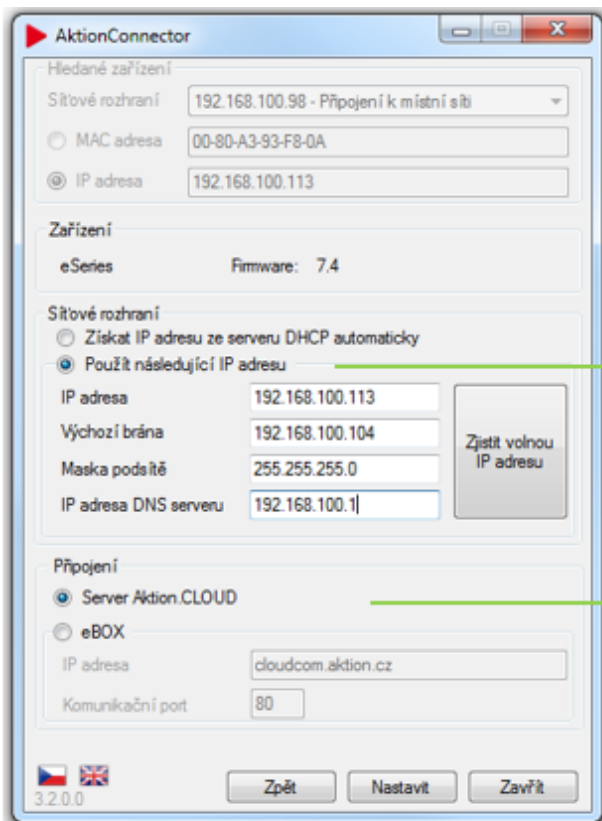 AktionConnector
Hledané zařízení
Síťové rozhraní 192.168.100.98 - Připojení k místní síti
MAC adresa 00-80-A3-93-F8-0A
IP adresa 192.168.100.113
Zařízení
eSeries Firmware: 7.4
Síťové rozhraní
Získat IP adresu ze serveru DHCP automaticky
Použít následující IP adresu
IP adresa 192.168.100.113
Výchozí brána 192.168.100.104
Zjistit volnou IP adresu
Maska podsítě 255.255.255.0
IP adresa DNS serveru 192.168.100.1
Připojení
Server Aktion.CLOUD
eBOX
IP adresa cloudcom.aktion.cz
Komunikační port 80
3.2.0.0
Zpět Nastavit Zavřít